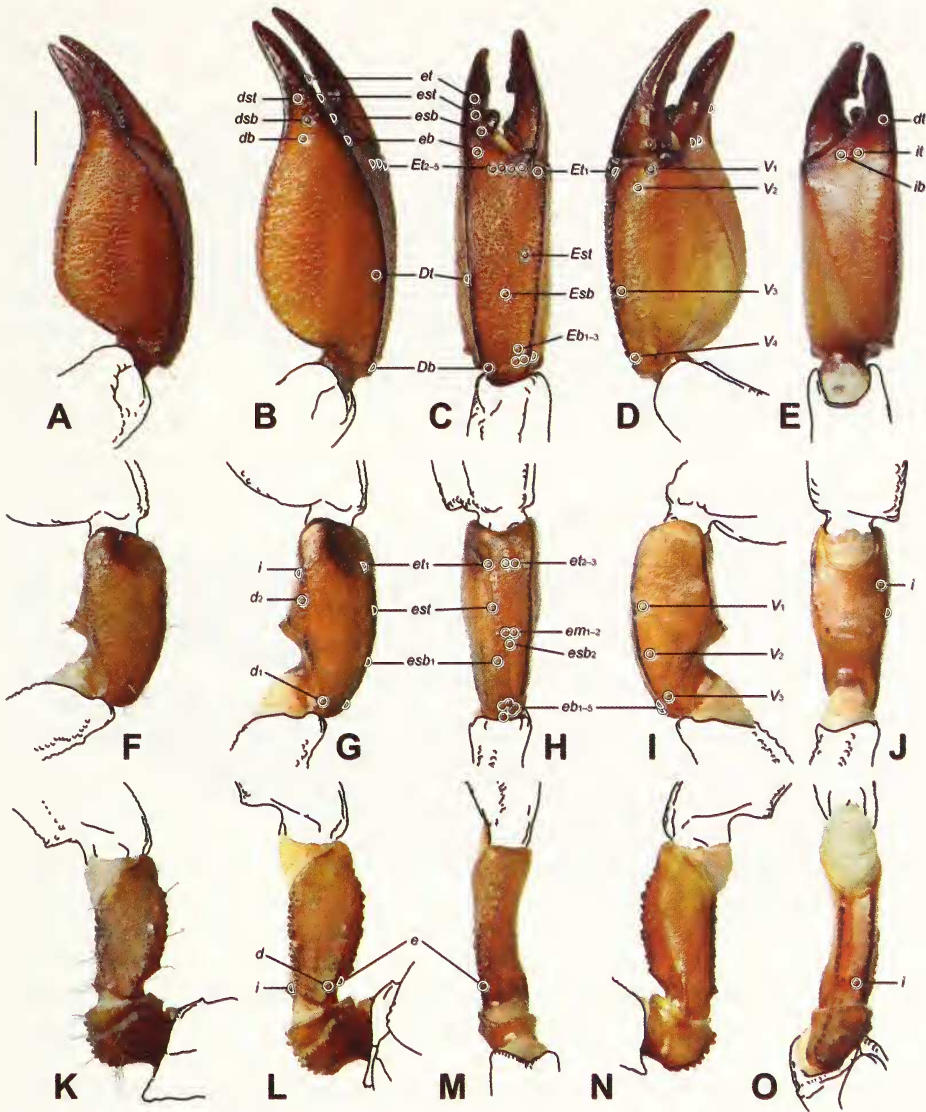 et
est
esb
eb
dst
dsb
db
Et2–5
Et1
V1
V2
dt
it
ib
Est
Dt
Esb
V3
Eb1–3
V4
Db
A
B
C
D
E
i
et1
et2–3
i
d2
est
V1
em1–2
esb1
esb2
V2
d1
eb1–5
V3
F
G
H
I
J
d
e
i
i
K
L
M
N
O